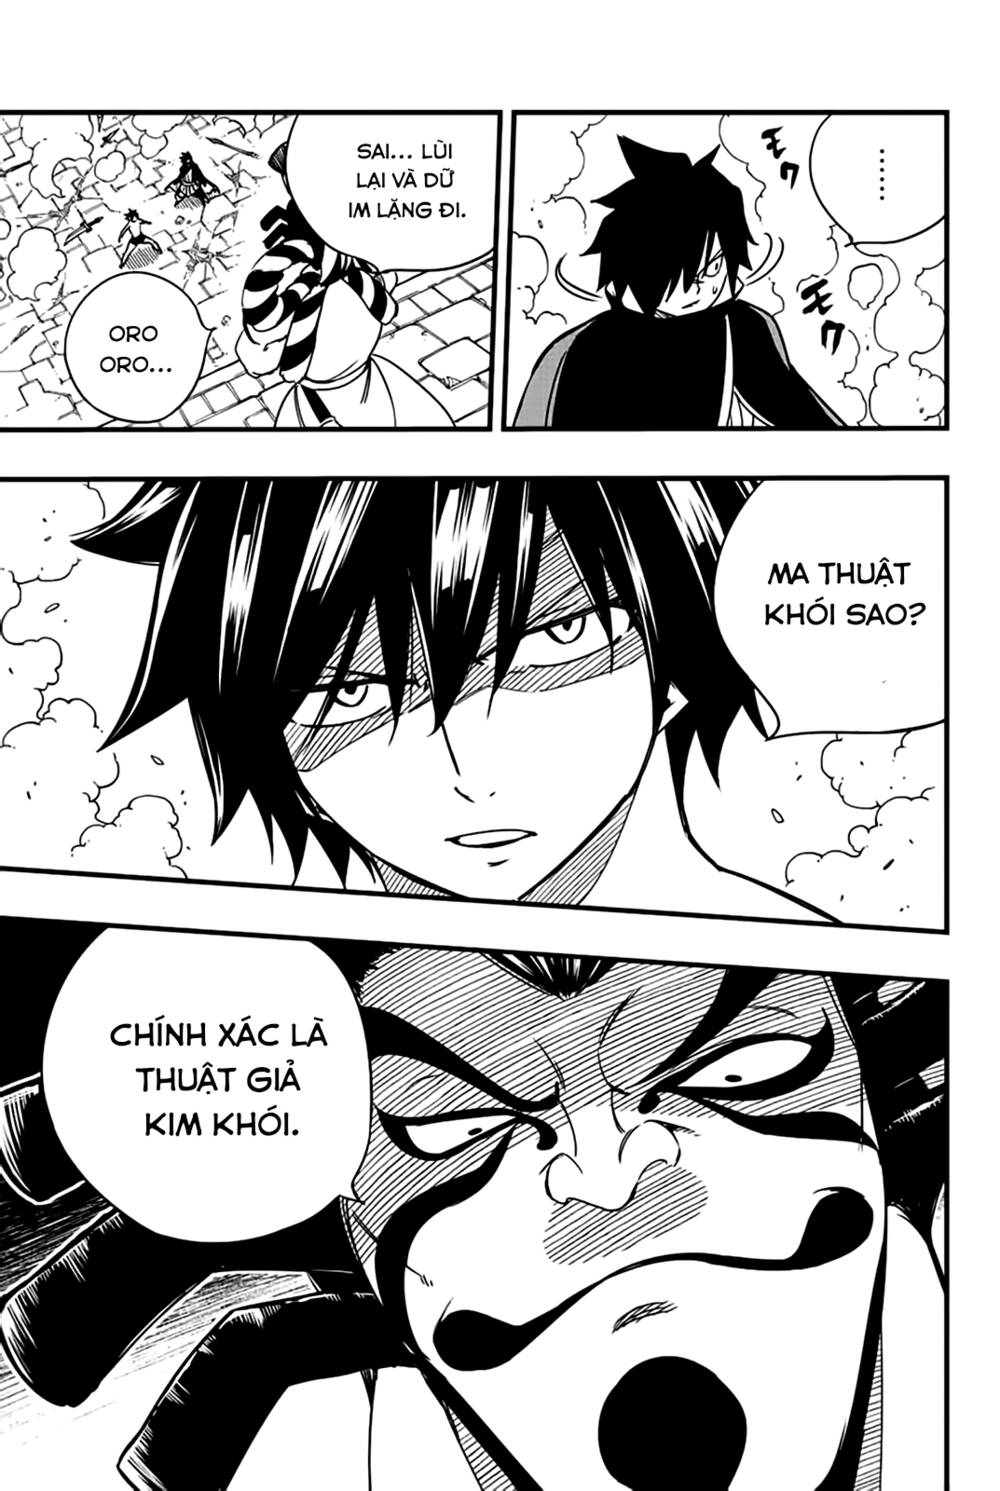 ……
モク
モク
SAI... LÙI
LẠI VÀ DỮ
IM LẶNG ĐI.
ORO
ORO...
MA THUẬT
KHÓI SAO?
CHÍNH XÁC LÀ
THUẬT GIẢ
KIM KHÓI.